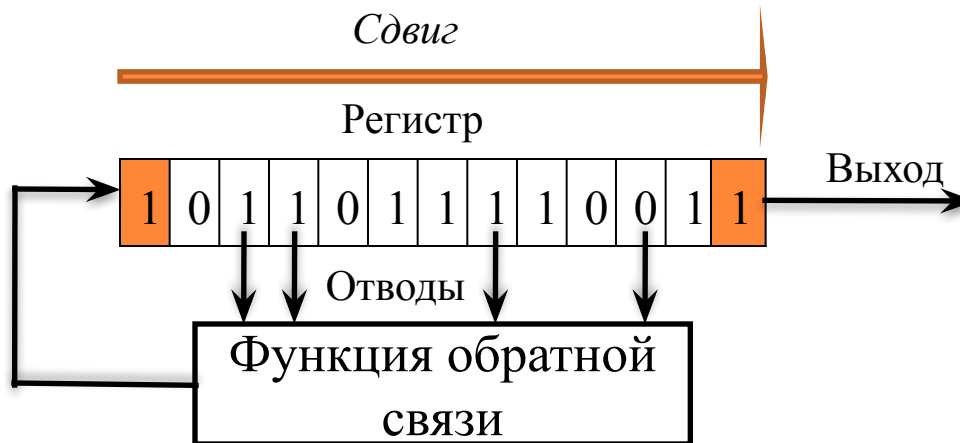 Сдвиг
Регистр
1 0 1 1 0 1 1 1 1 0 0 1 1
Выход
Отводы
Функция обратной
связи